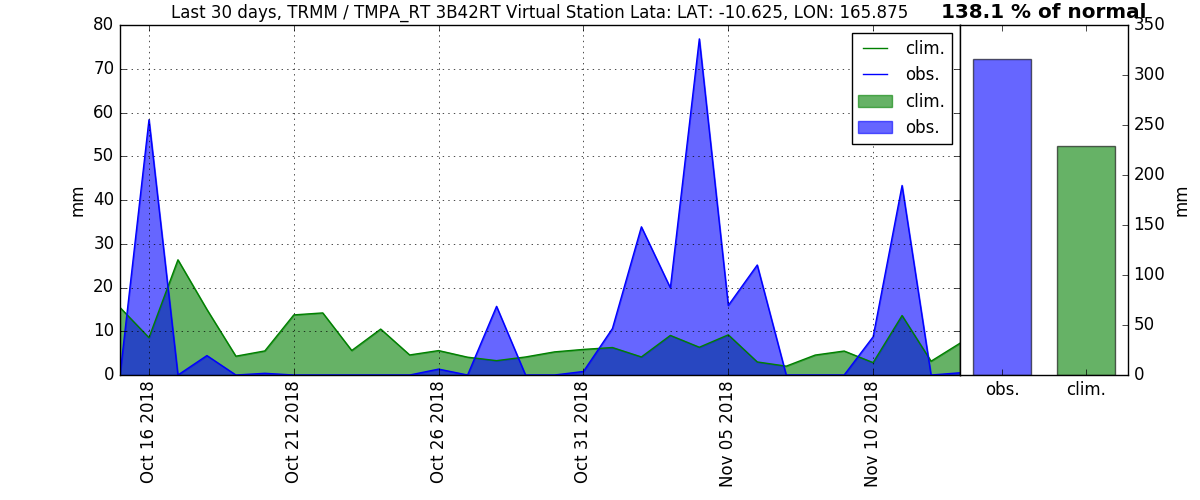 Last 30 days, TRMM / TMPA_RT 3B42RT Virtual Station Lata: LAT: -10.625, LON: 165.875
138.1 % of normal
80
70
60
50
40
30
20
10
0
mm
clim.
obs.
clim.
obs.
Oct 16 2018
Oct 21 2018
Oct 26 2018
Oct 31 2018
Nov 05 2018
Nov 10 2018
350
300
250
200
150
100
50
0
mm
obs.
clim.